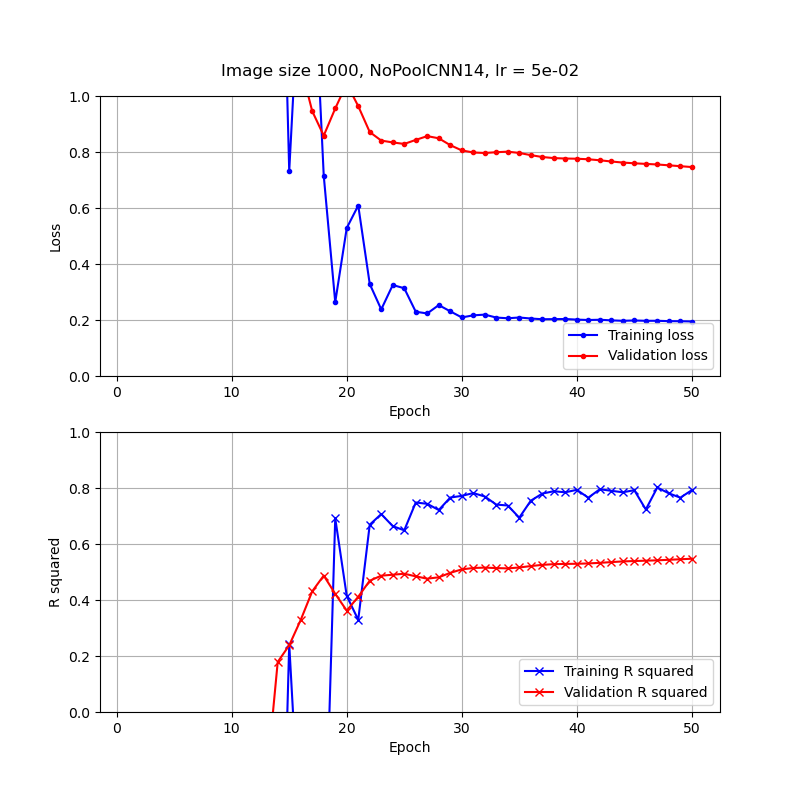 Image size 1000, NoPoolCNN14, lr = 5e-02
1.0
0.8
0.6
0.4
0.2
0.0
Loss
Training loss
Validation loss
0 10 20 30 40 50
Epoch
1.0
0.8
0.6
0.4
0.2
0.0
R squared
Training R squared
Validation R squared
0 10 20 30 40 50
Epoch